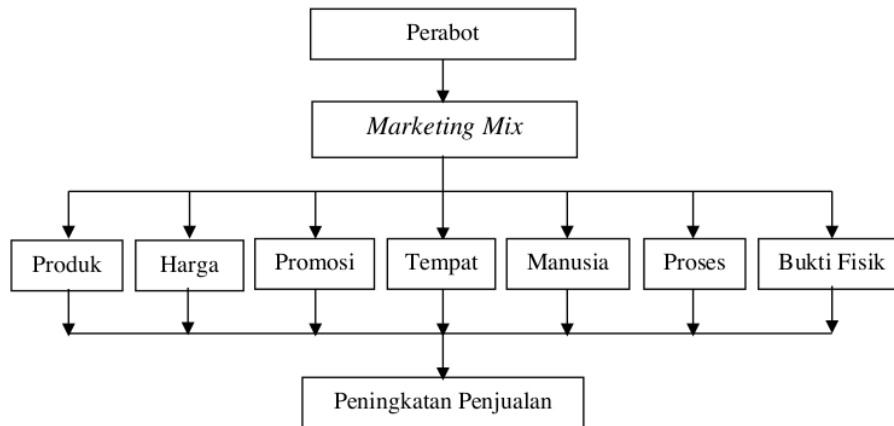 Perabot
Marketing Mix
Produk
Harga
Promosi
Tempat
Manusia
Proses
Bukti Fisik
Peningkatan Penjualan